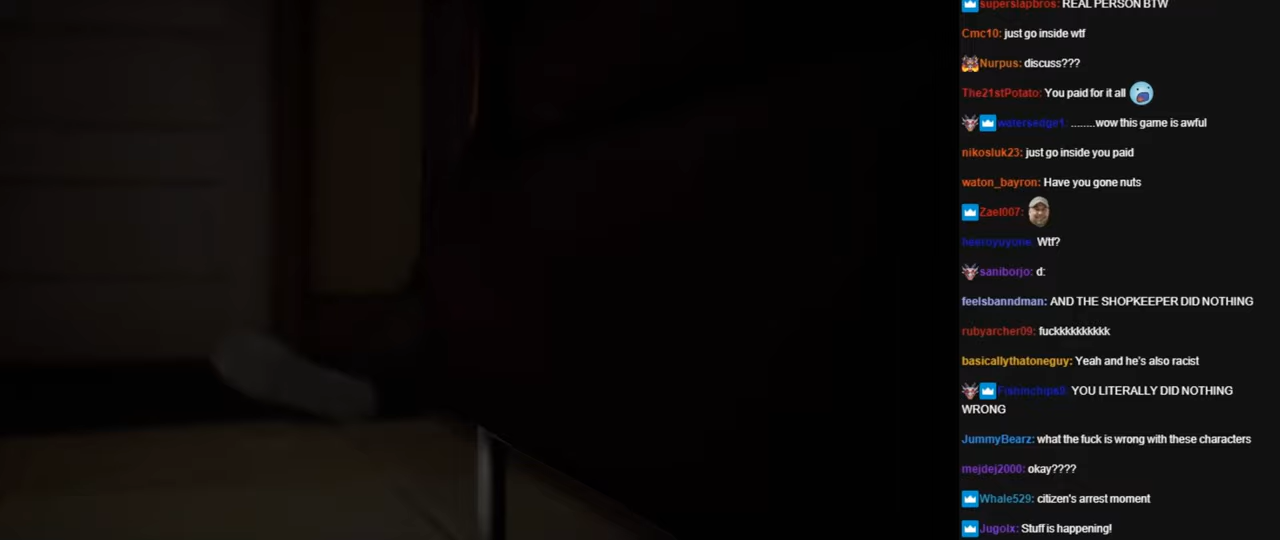 superslapbros: REAL PERSON BTW
Cmc10: just go inside wtf
Nurpus: discuss???
The21stPotato: You paid for it all
watersedge1: ........wow this game is awful
nikosluk23: just go inside you paid
waton_bayron: Have you gone nuts
Zael007:
Wtf?
saniborjo: d:
feelsbanndman: AND THE SHOPKEEPER DID NOTHING
rubyarcher09: fuckkkkkkkkkk
basicallythatoneguy: Yeah and he's also racist
YOU LITERALLY DID NOTHING
WRONG
JummyBearz: what the fuck is wrong with these characters
mejdej2000: okay????
Whale529: citizen's arrest moment
Jugolx: Stuff is happening!